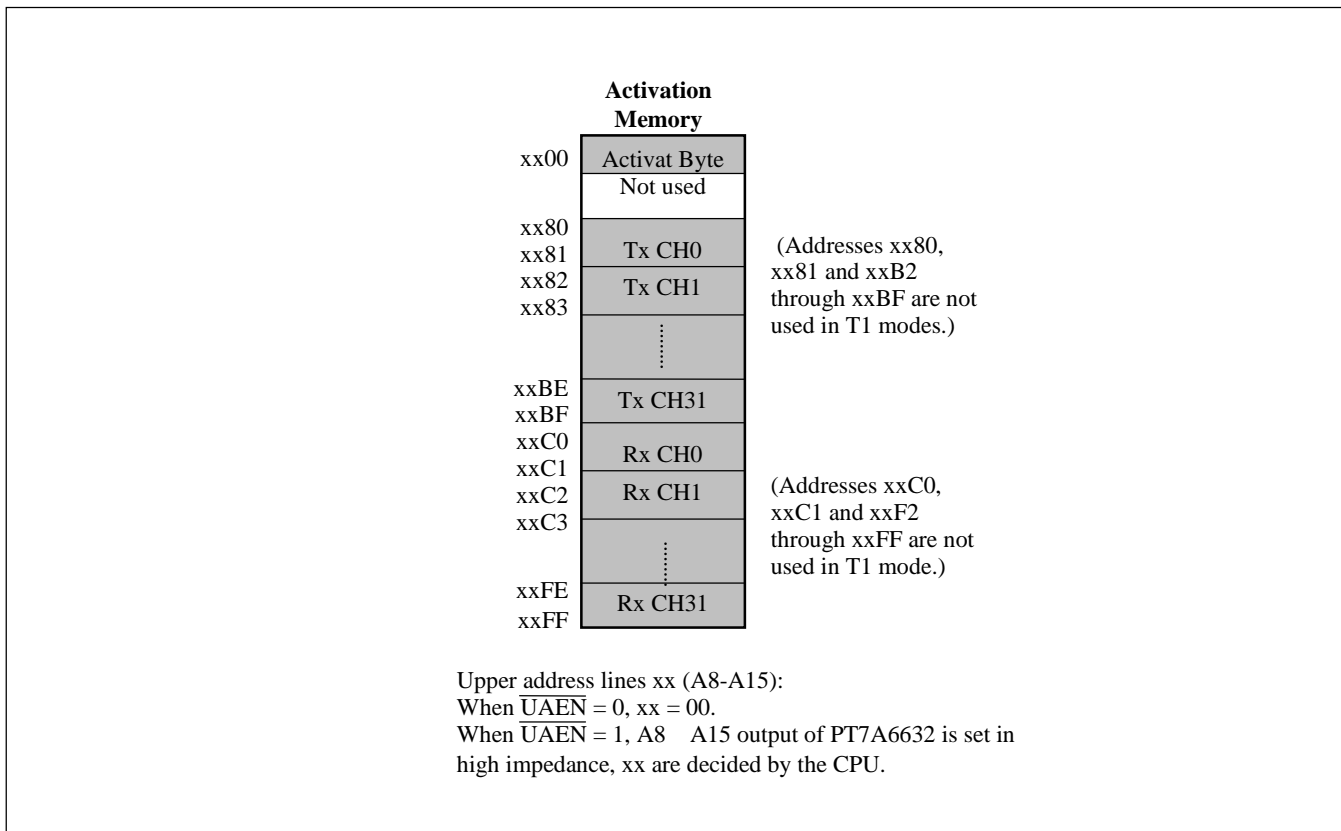 Activation
Memory
xx00
Activat Byte
Not used
xx80
xx81
Tx CH0
xx82
xx83
Tx CH1
(Addresses xx80,
xx81 and xxB2
through xxBF are not
used in T1 modes.)
xxBE
xxBF
Tx CH31
xxC0
xxC1
Rx CH0
xxC2
xxC3
Rx CH1
(Addresses xxC0,
xxC1 and xxF2
through xxFF are not
used in T1 mode.)
xxFE
xxFF
Rx CH31
Upper address lines xx (A8-A15):
When UAEN = 0, xx = 00.
When UAEN = 1, A8 A15 output of PT7A6632 is set in
high impedance, xx are decided by the CPU.